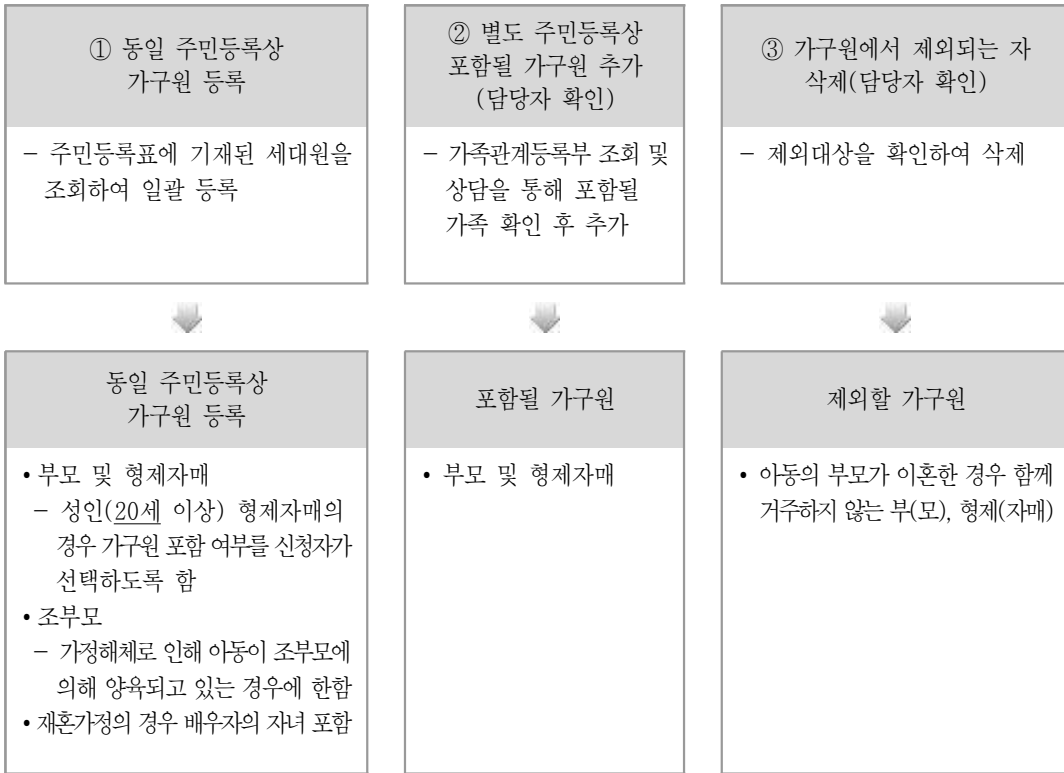 ① 동일 주민등록상
가구원 등록
② 별도 주민등록상
포함될 가구원 추가
(담당자 확인)
③ 가구원에서 제외되는 자
삭제(담당자 확인)
- 주민등록표에 기재된 세대원을
조회하여 일괄 등록
- 가족관계등록부 조회 및
상담을 통해 포함될
가족 확인 후 추가
- 제외대상을 확인하여 삭제
동일 주민등록상
가구원 등록
포함될 가구원
제외할 가구원
• 부모 및 형제자매
- 성인(20세 이상) 형제자매의
경우 가구원 포함 여부를 신청자가
선택하도록 함
• 조부모
- 가정해체로 인해 아동이 조부모에
의해 양육되고 있는 경우에 한함
• 재혼가정의 경우 배우자의 자녀 포함
• 부모 및 형제자매
• 아동의 부모가 이혼한 경우 함께
거주하지 않는 부(모), 형제(자매)